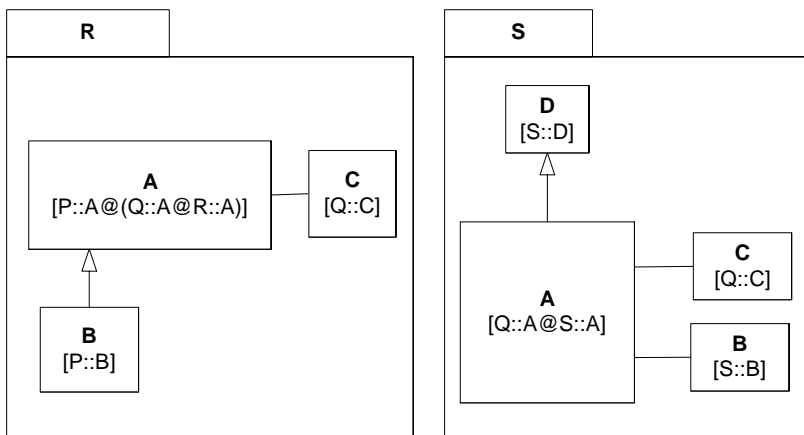 R
A
[P::A@(Q::A@R::A)]
C
[Q::C]
B
[P::B]
S
D
[S::D]
A
[Q::A@S::A]
C
[Q::C]
B
[S::B]